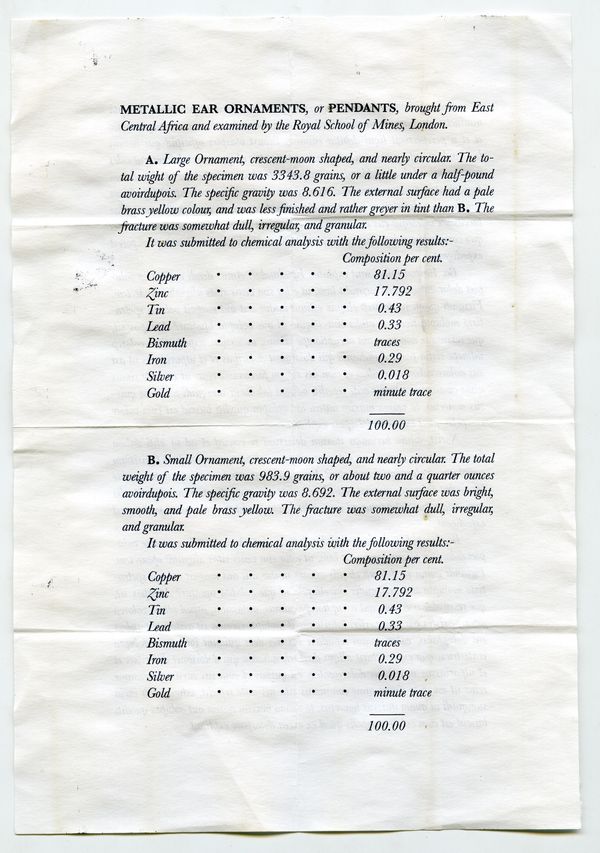 METALLIC EAR ORNAMENTS, or PENDANTS, brought from East
Central Africa and examined by the Royal School of Mines, London.
A. Large Ornament, crescent-moon shaped, and nearly circular. The to-
tal wight of the specimen was 3343.8 grains, or a little under a half-pound
avoirdupois. The specific gravity was 8.616. The external surface had a pale
brass yellow colour, and was less finished and rather greyer in tint than B. The
fracture was somewhat dull, irregular, and granular.
It was submitted to chemical analysis with the following results:-
Composition per cent.
Copper • • • • • 81.15
Zinc • • • • • 17.792
Tin • • • • • 0.43
Lead • • • • • 0.33
Bismuth • • • • • traces
Iron • • • • • 0.29
Silver • • • • • 0.018
Gold • • • • • minute trace
100.00
B. Small Ornament, crescent-moon shaped, and nearly circular. The total
weight of the specimen was 983.9 grains, or about two and a quarter ounces
avoirdupois. The specific gravity was 8.692. The external surface was bright,
smooth, and pale brass yellow. The fracture was somewhat dull, irregular,
and granular.
It was submitted to chemical analysis with the following results:-
Composition per cent.
Copper • • • • • 81.15
Zinc • • • • • 17.792
Tin • • • • • 0.43
Lead • • • • • 0.33
Bismuth • • • • • traces
Iron • • • • • 0.29
Silver • • • • • 0.018
Gold • • • • • minute trace
100.00